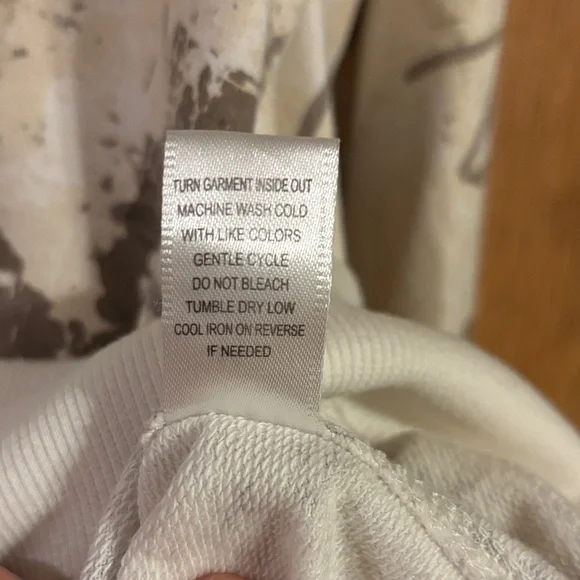 TURN GARMENT INSIDE OUT
MACHINE WASH COLD
WITH LIKE COLORS
GENTLE CYCLE
DO NOT BLEACH
TUMBLE DRY LOW
COOL IRON ON REVERSE
IF NEEDED